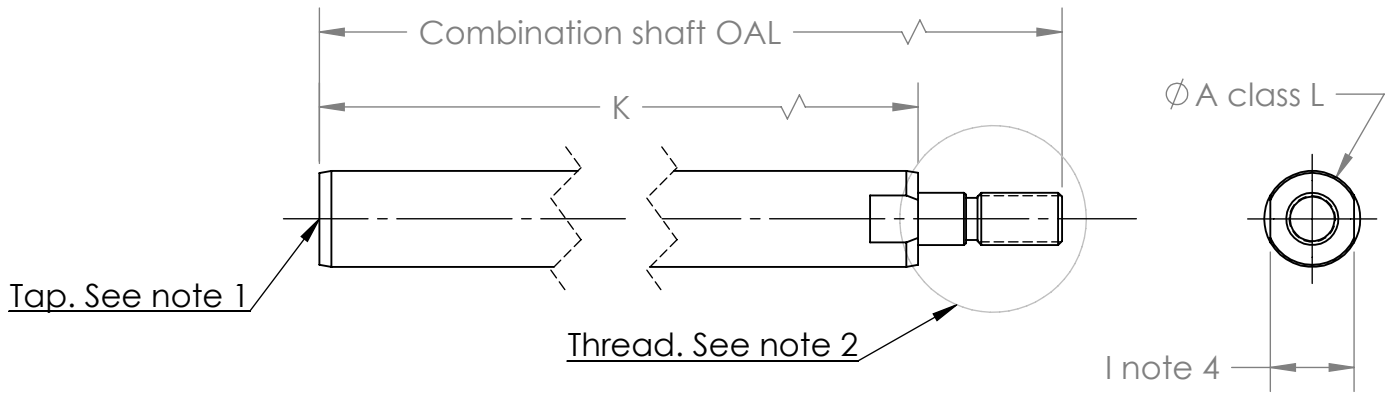 Combination shaft OAL
K
∅ A class L
Tap. See note 1
Thread. See note 2
I note 4